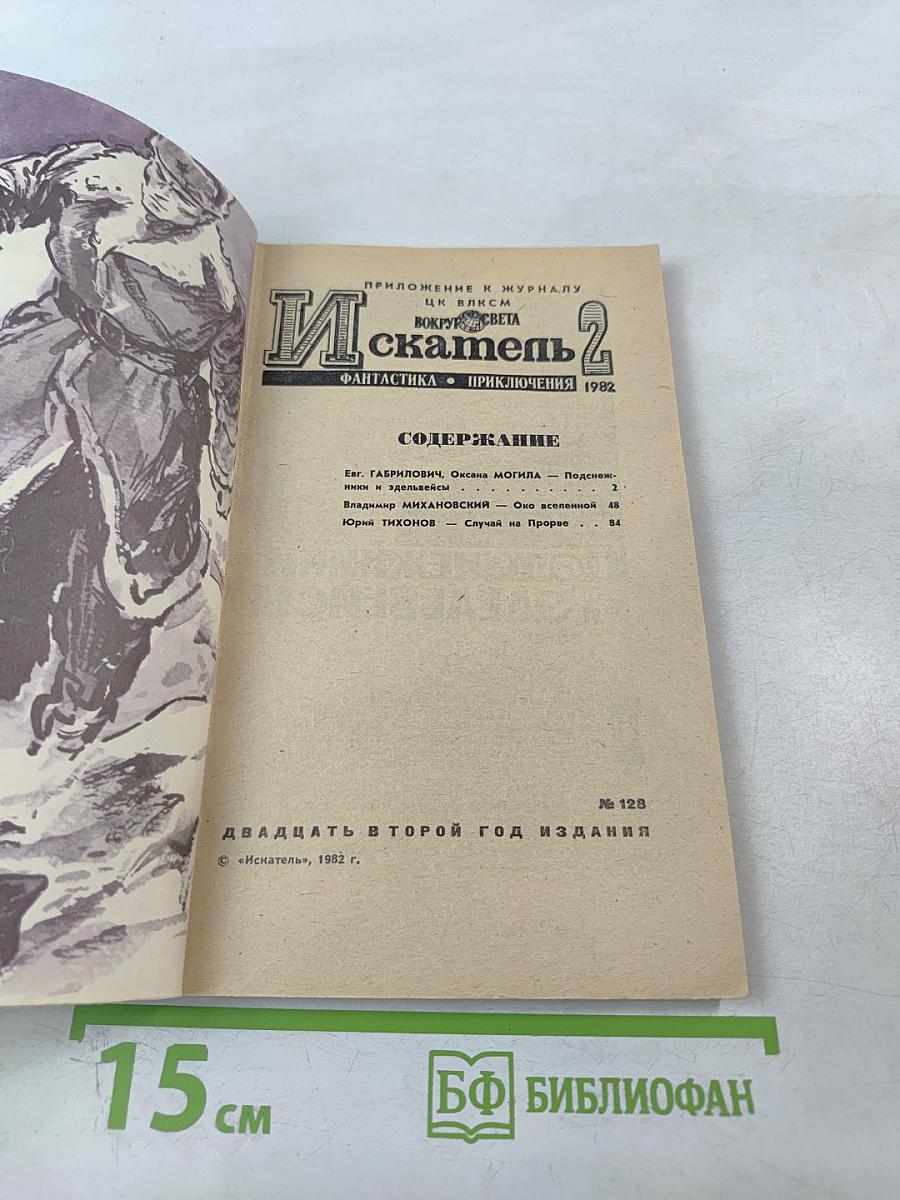 ПРИЛОЖЕНИЕ К ЖУРНАЛУ
ЦК ВЛКСМ
ВОКРУГ СВЕТА
Искатель 2
ФАНТАСТИКА • ПРИКЛЮЧЕНИЯ 1982
СОДЕРЖАНИЕ
Евг. ГАБРИЛОВИЧ, Оксана МОГИЛА — Подснеж-
ники и эдельвейсы . . . . . . . . . . 2
Владимир МИХАНОВСКИЙ — Око вселенной 48
Юрий ТИХОНОВ — Случай на Прорве . . 84
№ 128
ДВАДЦАТЬ ВТОРОЙ ГОД ИЗДАНИЯ
© «Искатель», 1982 г.
15 см
БФ БИБЛИОФАН